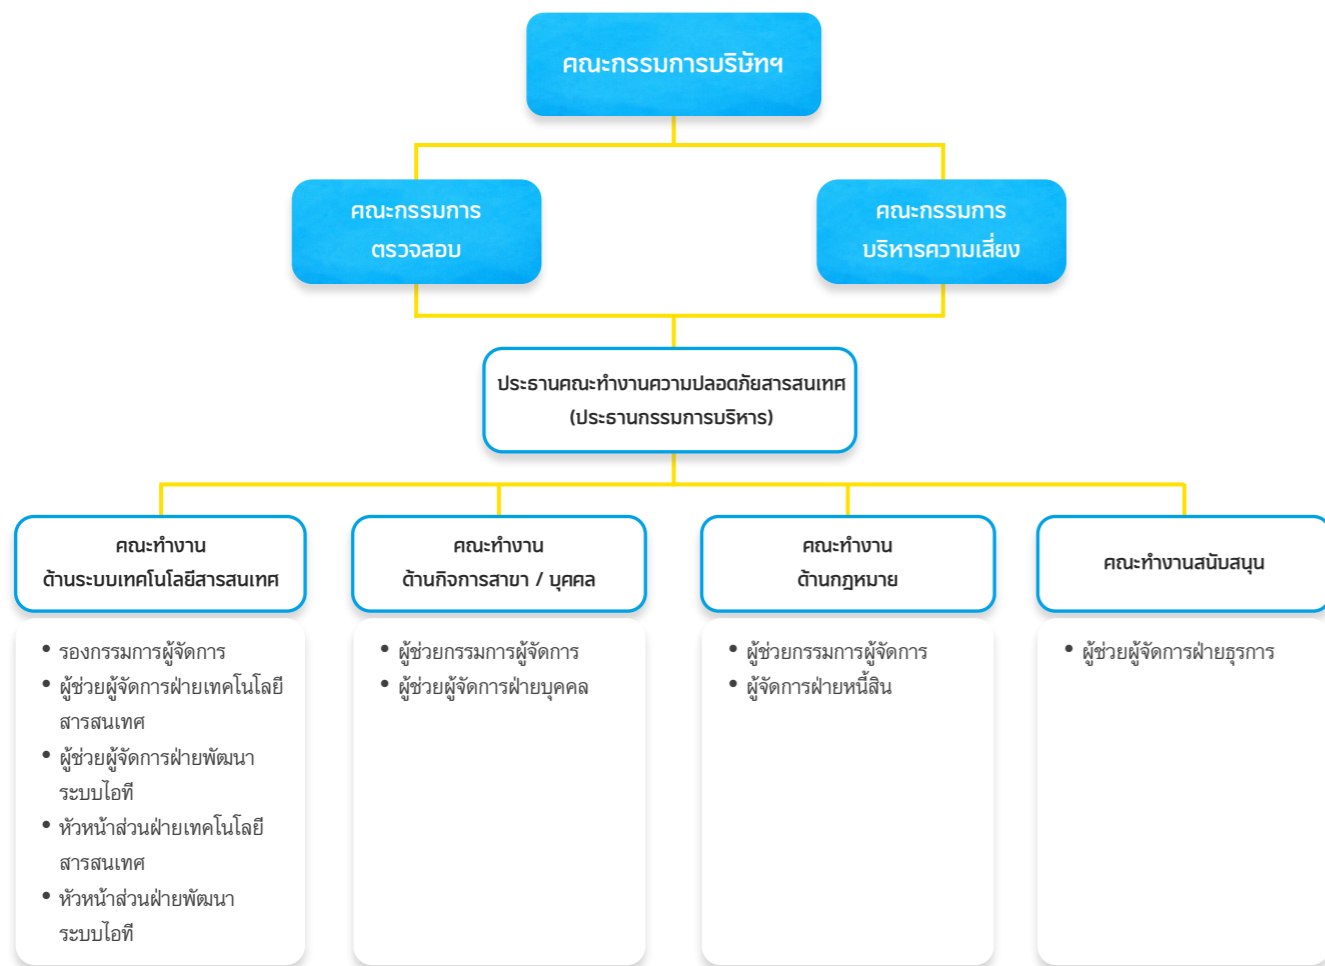 คณะกรรมการบริษัทฯ
คณะกรรมการ
ตรวจสอบ
คณะกรรมการ
บริหารความเสี่ยง
ประธานคณะทำงานความปลอดภัยสารสนเทศ
(ประธานกรรมการบริหาร)
คณะทำงาน
ด้านระบบเทคโนโลยีสารสนเทศ
• รองกรรมการผู้จัดการ
• ผู้ช่วยผู้จัดการฝ่ายเทคโนโลยี
สารสนเทศ
• ผู้ช่วยผู้จัดการฝ่ายพัฒนา
ระบบไอที
• หัวหน้าส่วนฝ่ายเทคโนโลยี
สารสนเทศ
• หัวหน้าส่วนฝ่ายพัฒนา
ระบบไอที
คณะทำงาน
ด้านกิจการสาขา / บุคคล
• ผู้ช่วยกรรมการผู้จัดการ
• ผู้ช่วยผู้จัดการฝ่ายบุคคล
คณะทำงาน
ด้านกฎหมาย
• ผู้ช่วยกรรมการผู้จัดการ
• ผู้จัดการฝ่ายหนี้สิน
คณะทำงานสนับสนุน
• ผู้ช่วยผู้จัดการฝ่ายธุรการ